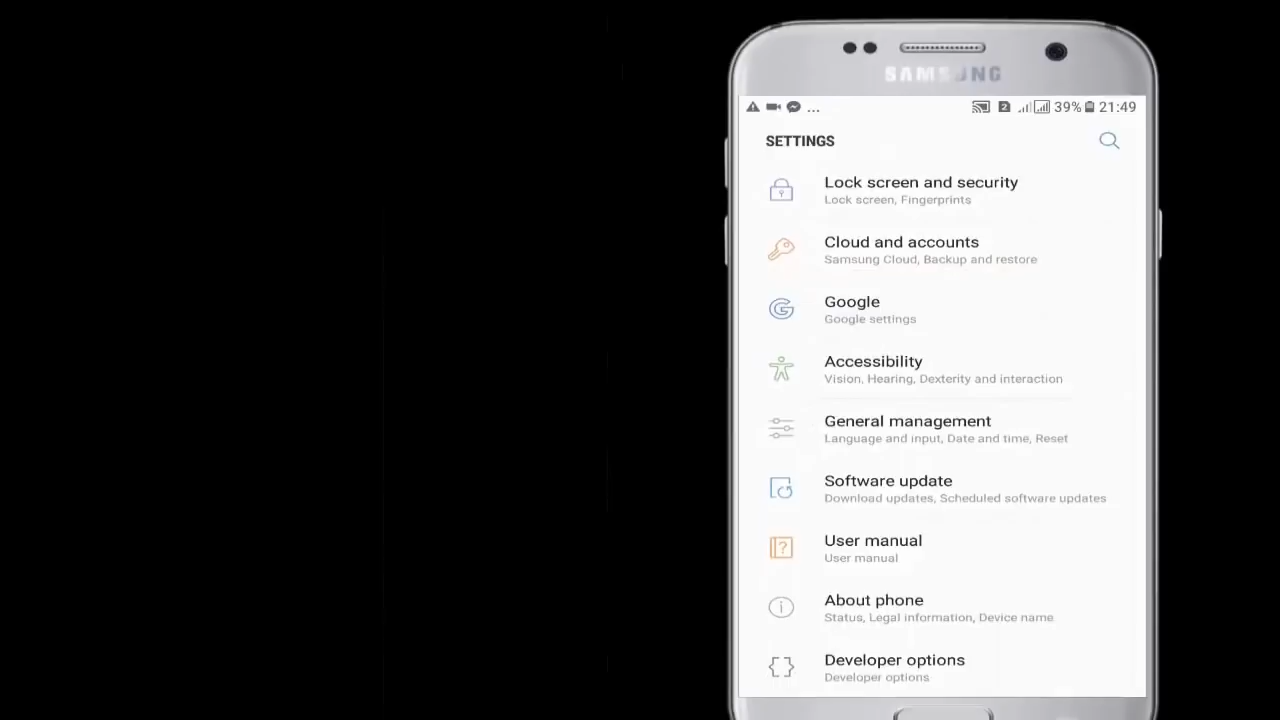 SAMSUNG
... 2 39% 21:49
SETTINGS
Lock screen and security
Lock screen, Fingerprints
Cloud and accounts
Samsung Cloud, Backup and restore
Google
Google settings
Accessibility
Vision, Hearing, Dexterity and interaction
General management
Language and input, Date and time, Reset
Software update
Download updates, Scheduled software updates
User manual
User manual
About phone
Status, Legal information, Device name
Developer options
Developer options